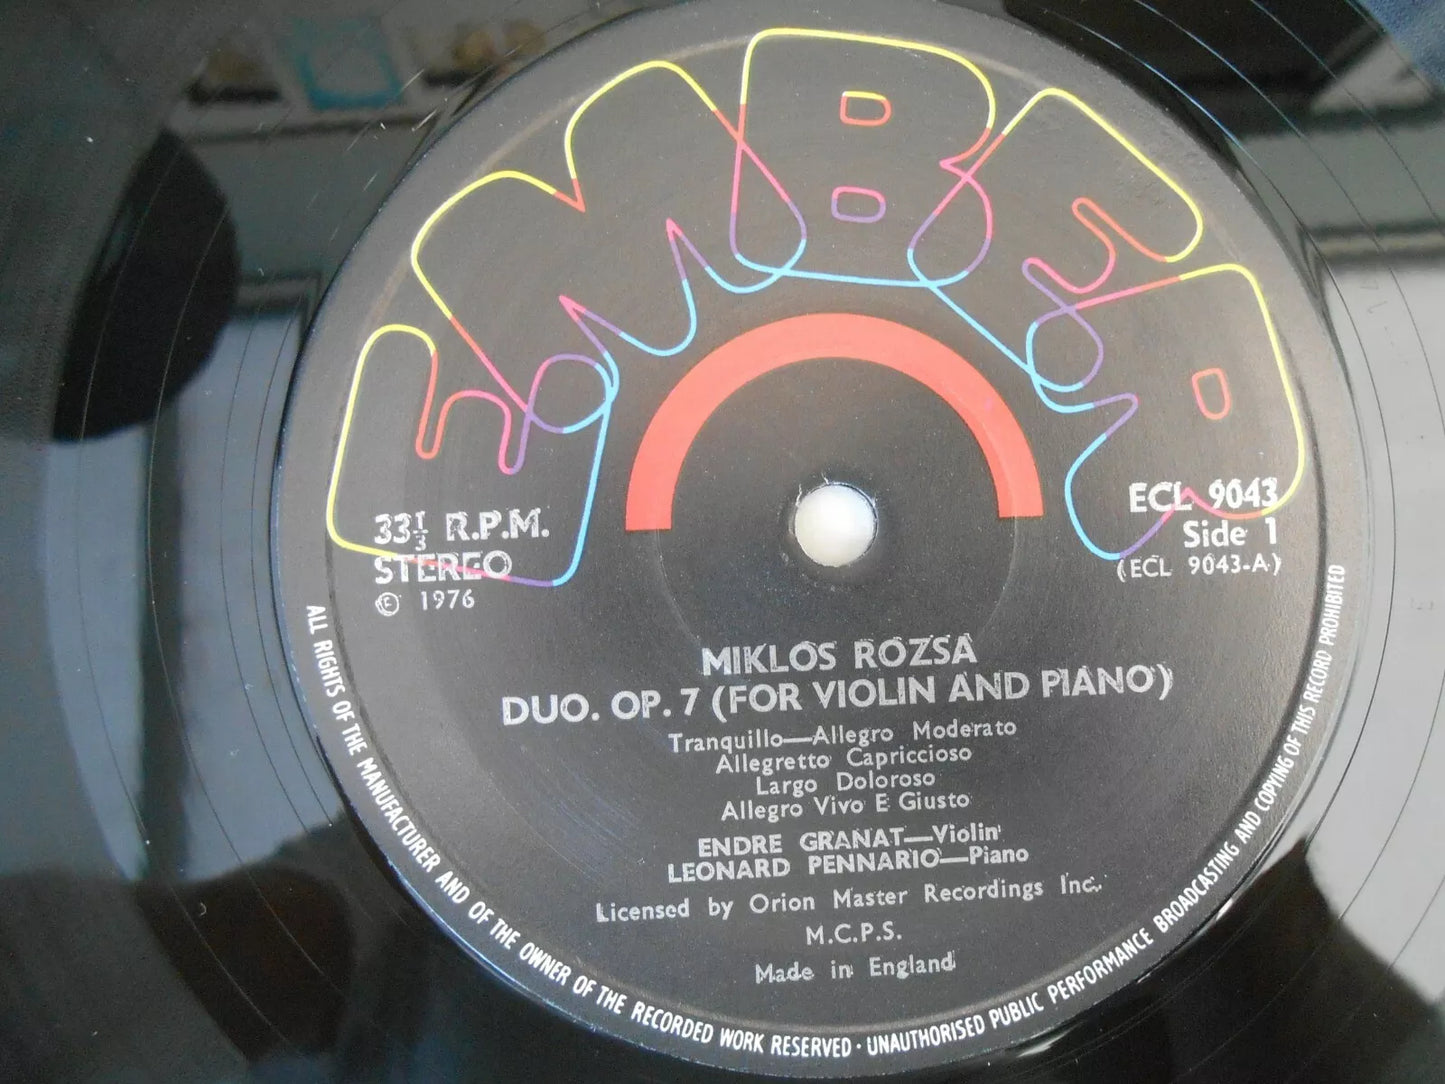 EMBER
33⅓ R.P.M.
STEREO
© 1976
ECL 9043
Side 1
(ECL 9043-A)
MIKLOS ROZSA
DUO. OP. 7 (FOR VIOLIN AND PIANO)
Tranquillo—Allegro Moderato
Allegretto Capriccioso
Largo Doloroso
Allegro Vivo E Giusto
ENDRE GRANAT—Violin
LEONARD PENNARIO—Piano
Licensed by Orion Master Recordings Inc.
M.C.P.S.
Made in England
ALL RIGHTS OF THE MANUFACTURER AND OF THE OWNER OF THE RECORDED WORK RESERVED · UNAUTHORISED PUBLIC PERFORMANCE BROADCASTING AND COPYING OF THIS RECORD PROHIBITED